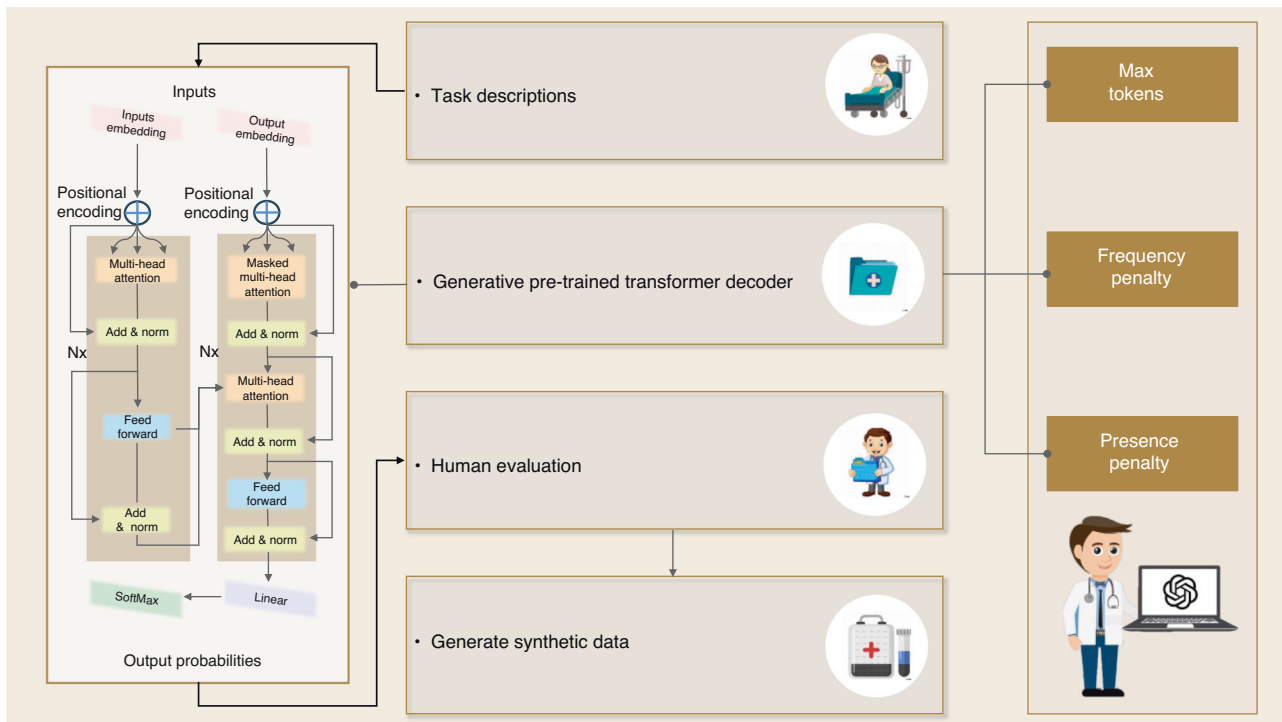 Inputs
Inputs
embedding
Output
embedding
Positional
encoding
Positional
encoding
Multi-head
attention
Masked
multi-head
attention
Add & norm
Add & norm
Nx
Nx
Multi-head
attention
Feed
forward
Add & norm
Feed
forward
Add
& norm
Add & norm
SoftMax
Linear
Output probabilities
• Task descriptions
• Generative pre-trained transformer decoder
• Human evaluation
• Generate synthetic data
Max
tokens
Frequency
penalty
Presence
penalty